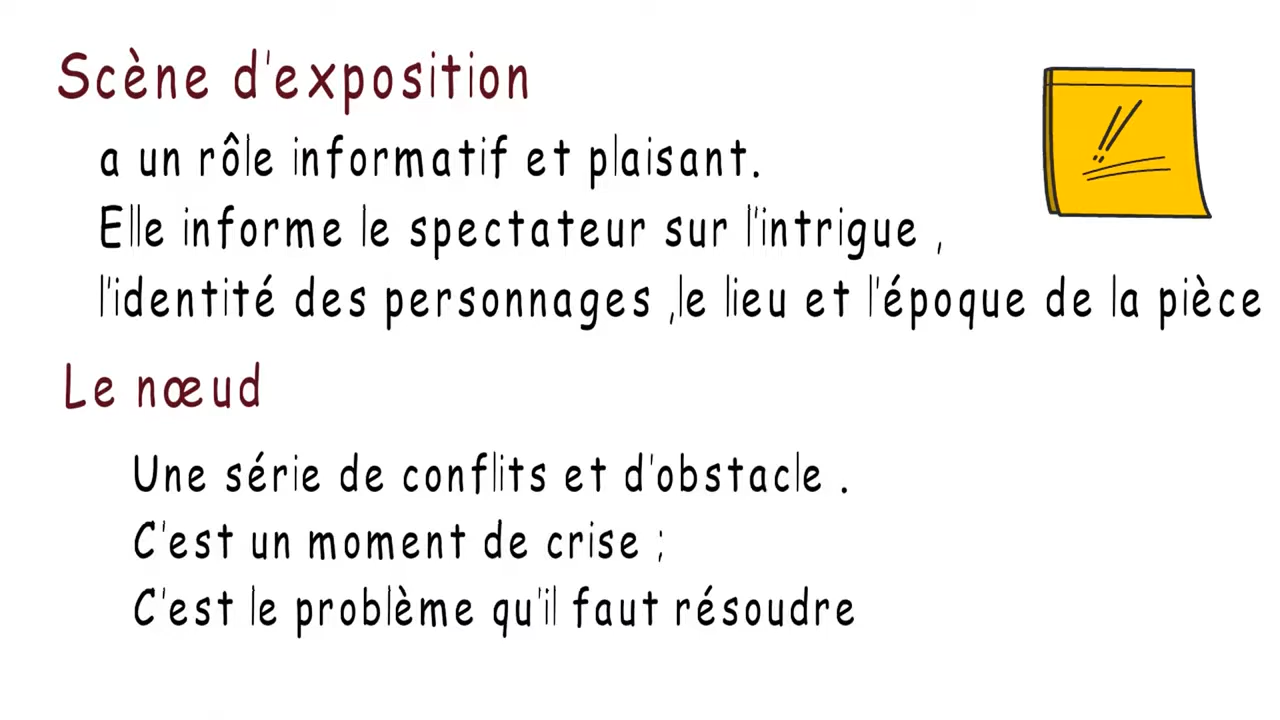 Scène d'exposition
a un rôle informatif et plaisant.
Elle informe le spectateur sur l'intrigue ,
l'identité des personnages ,le lieu et l'époque de la pièce
Le nœud
Une série de conflits et d'obstacle .
C'est un moment de crise ;
C'est le problème qu'il faut résoudre